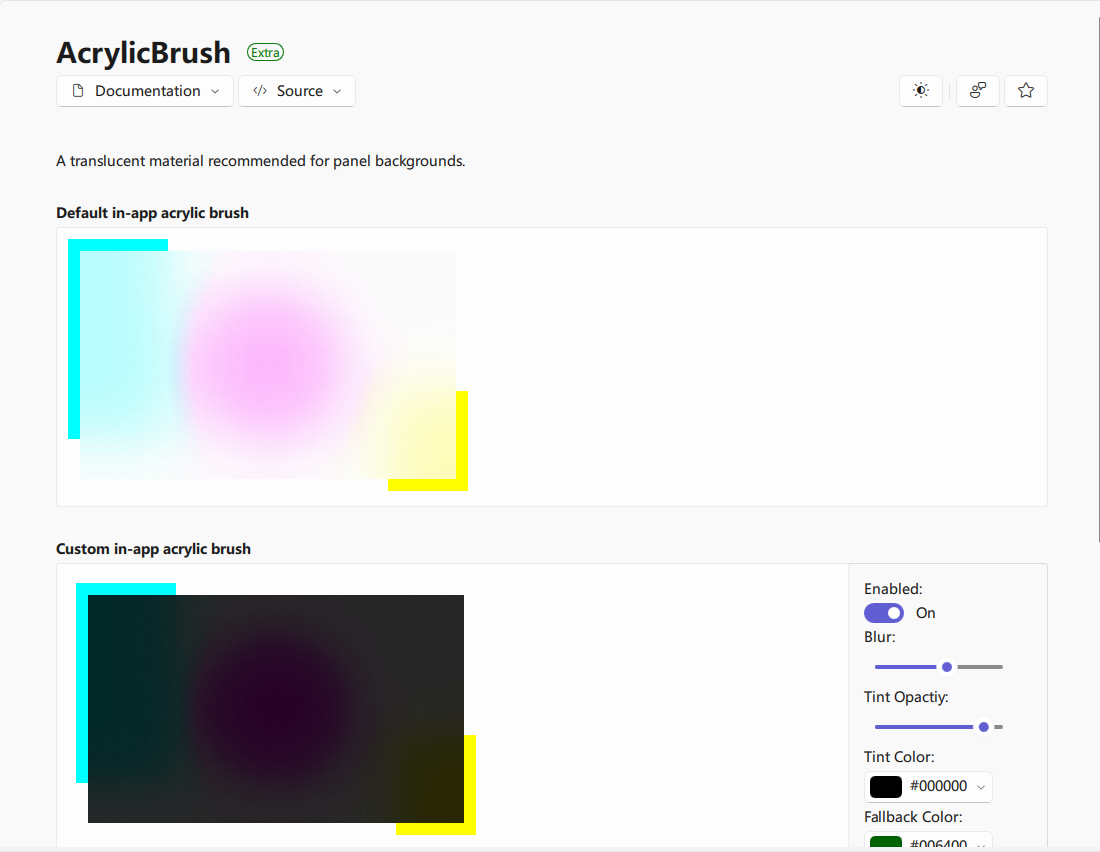 AcrylicBrush Extra
Documentation Source
A translucent material recommended for panel backgrounds.
Default in-app acrylic brush
Custom in-app acrylic brush
Enabled:
On
Blur:
Tint Opactiy:
Tint Color:
#000000
Fallback Color:
#006400